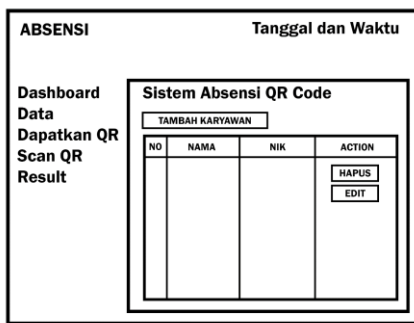 ABSENSI
Tanggal dan Waktu
Dashboard
Data
Dapatkan QR
Scan QR
Result
Sistem Absensi QR Code
TAMBAH KARYAWAN
NO NAMA NIK ACTION
HAPUS
EDIT